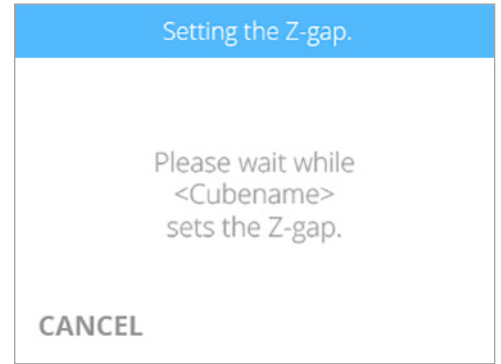 Setting the Z-gap.
Please wait while
<Cubename>
sets the Z-gap.
CANCEL